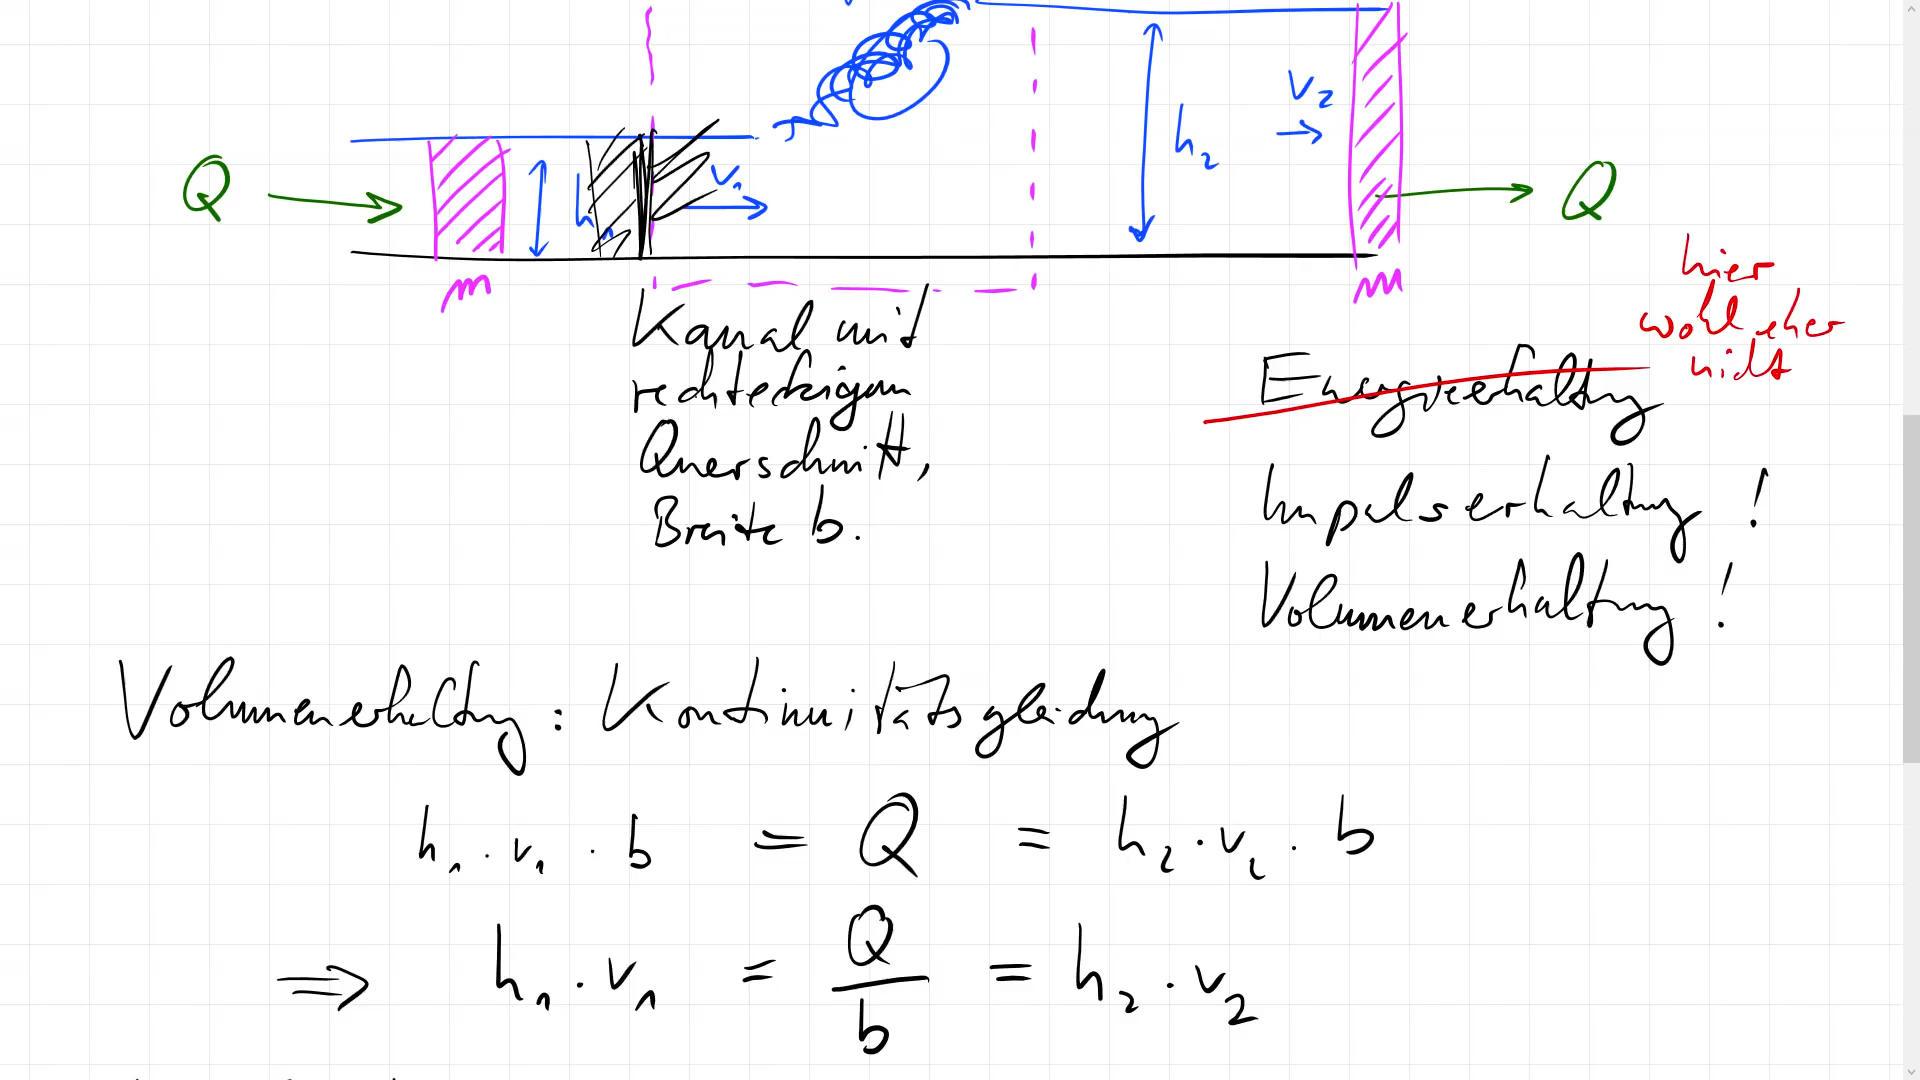 v₂
h₂
Q
h₁
v₁
Q
m
m
hier
wohl eher
nicht
Kanal mit
rechteckigem
Querschnitt,
Breite b.
Energieerhaltung
Impulserhaltung !
Volumenerhaltung !
Volumenerhaltung : Kontinuitätsgleichung
h₁ · v₁ · b = Q = h₂ · v₂ · b
⇒ h₁ · v₁ = Q/b = h₂ · v₂